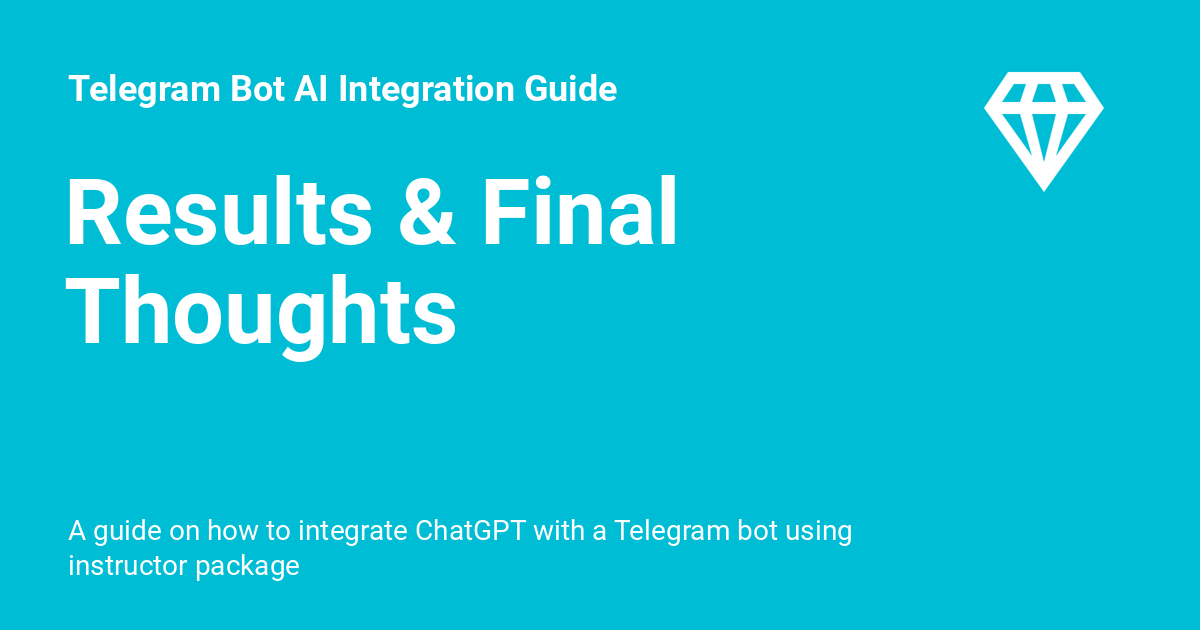 Telegram Bot AI Integration Guide
Results & Final
Thoughts
A guide on how to integrate ChatGPT with a Telegram bot using
instructor package